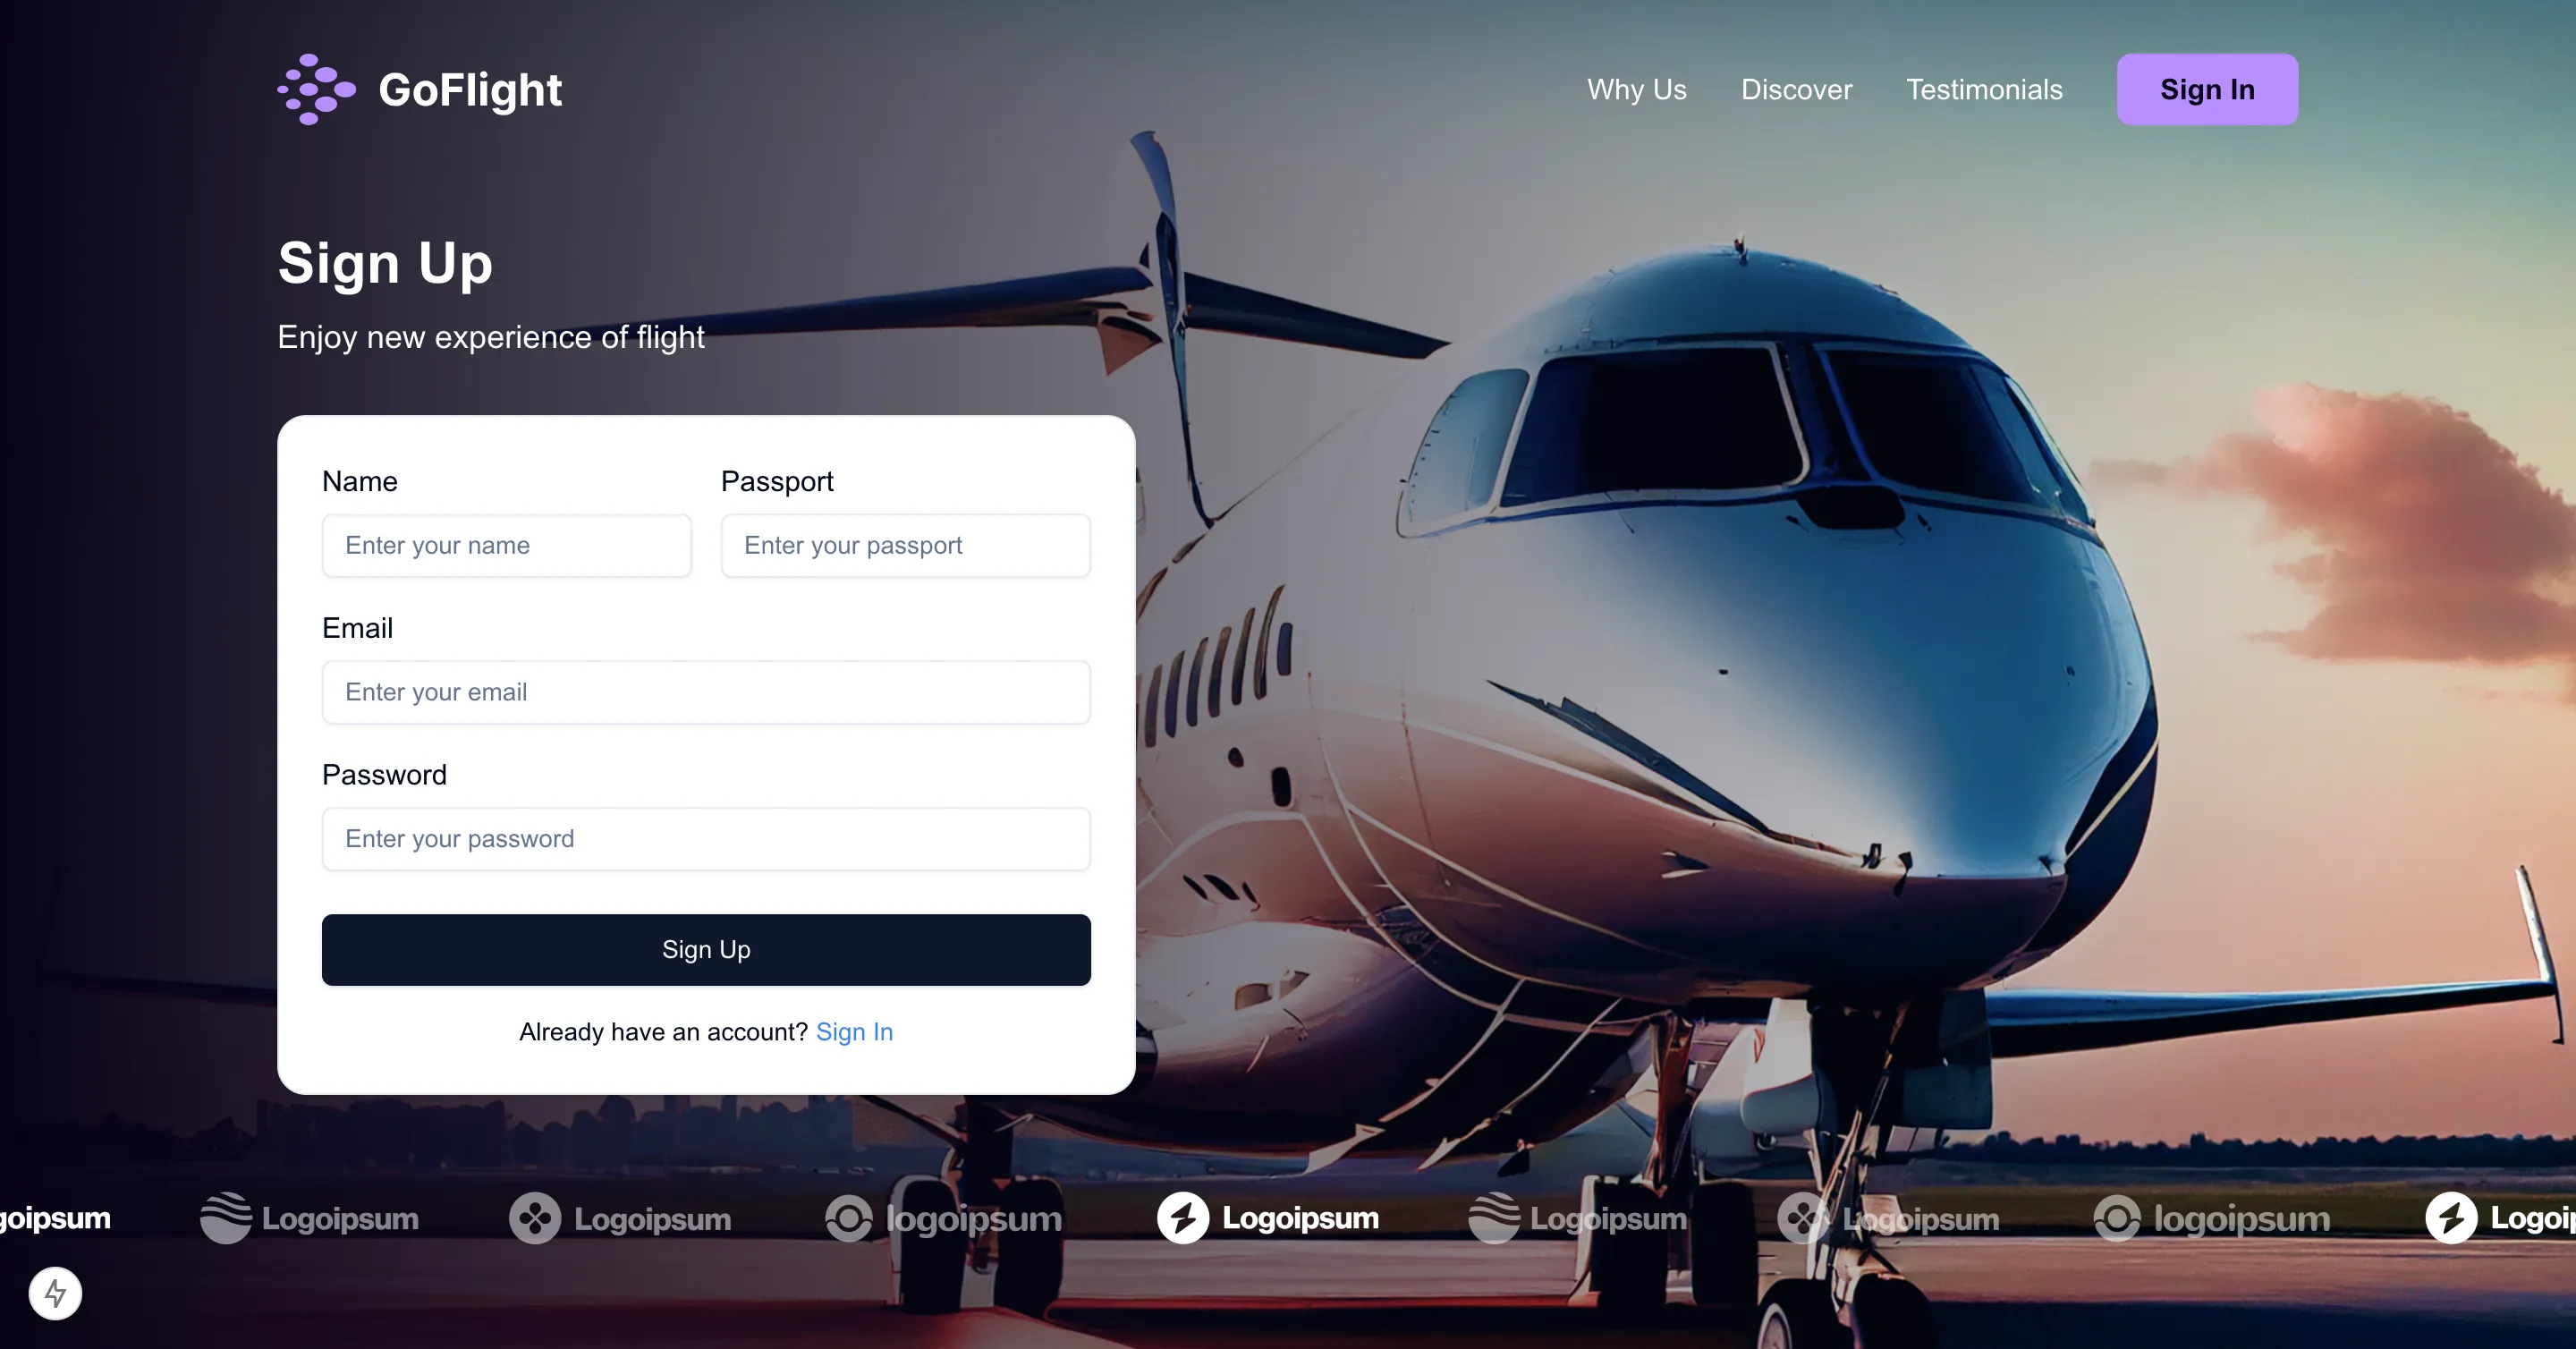 GoFlight
Why Us
Discover
Testimonials
Sign In
Sign Up
Enjoy new experience of flight
Name
Passport
Enter your name
Enter your passport
Email
Enter your email
Password
Enter your password
Sign Up
Already have an account? Sign In
goipsum
Logoipsum
Logoipsum
logoipsum
Logoipsum
Logoipsum
Logoipsum
logoipsum
Logoip